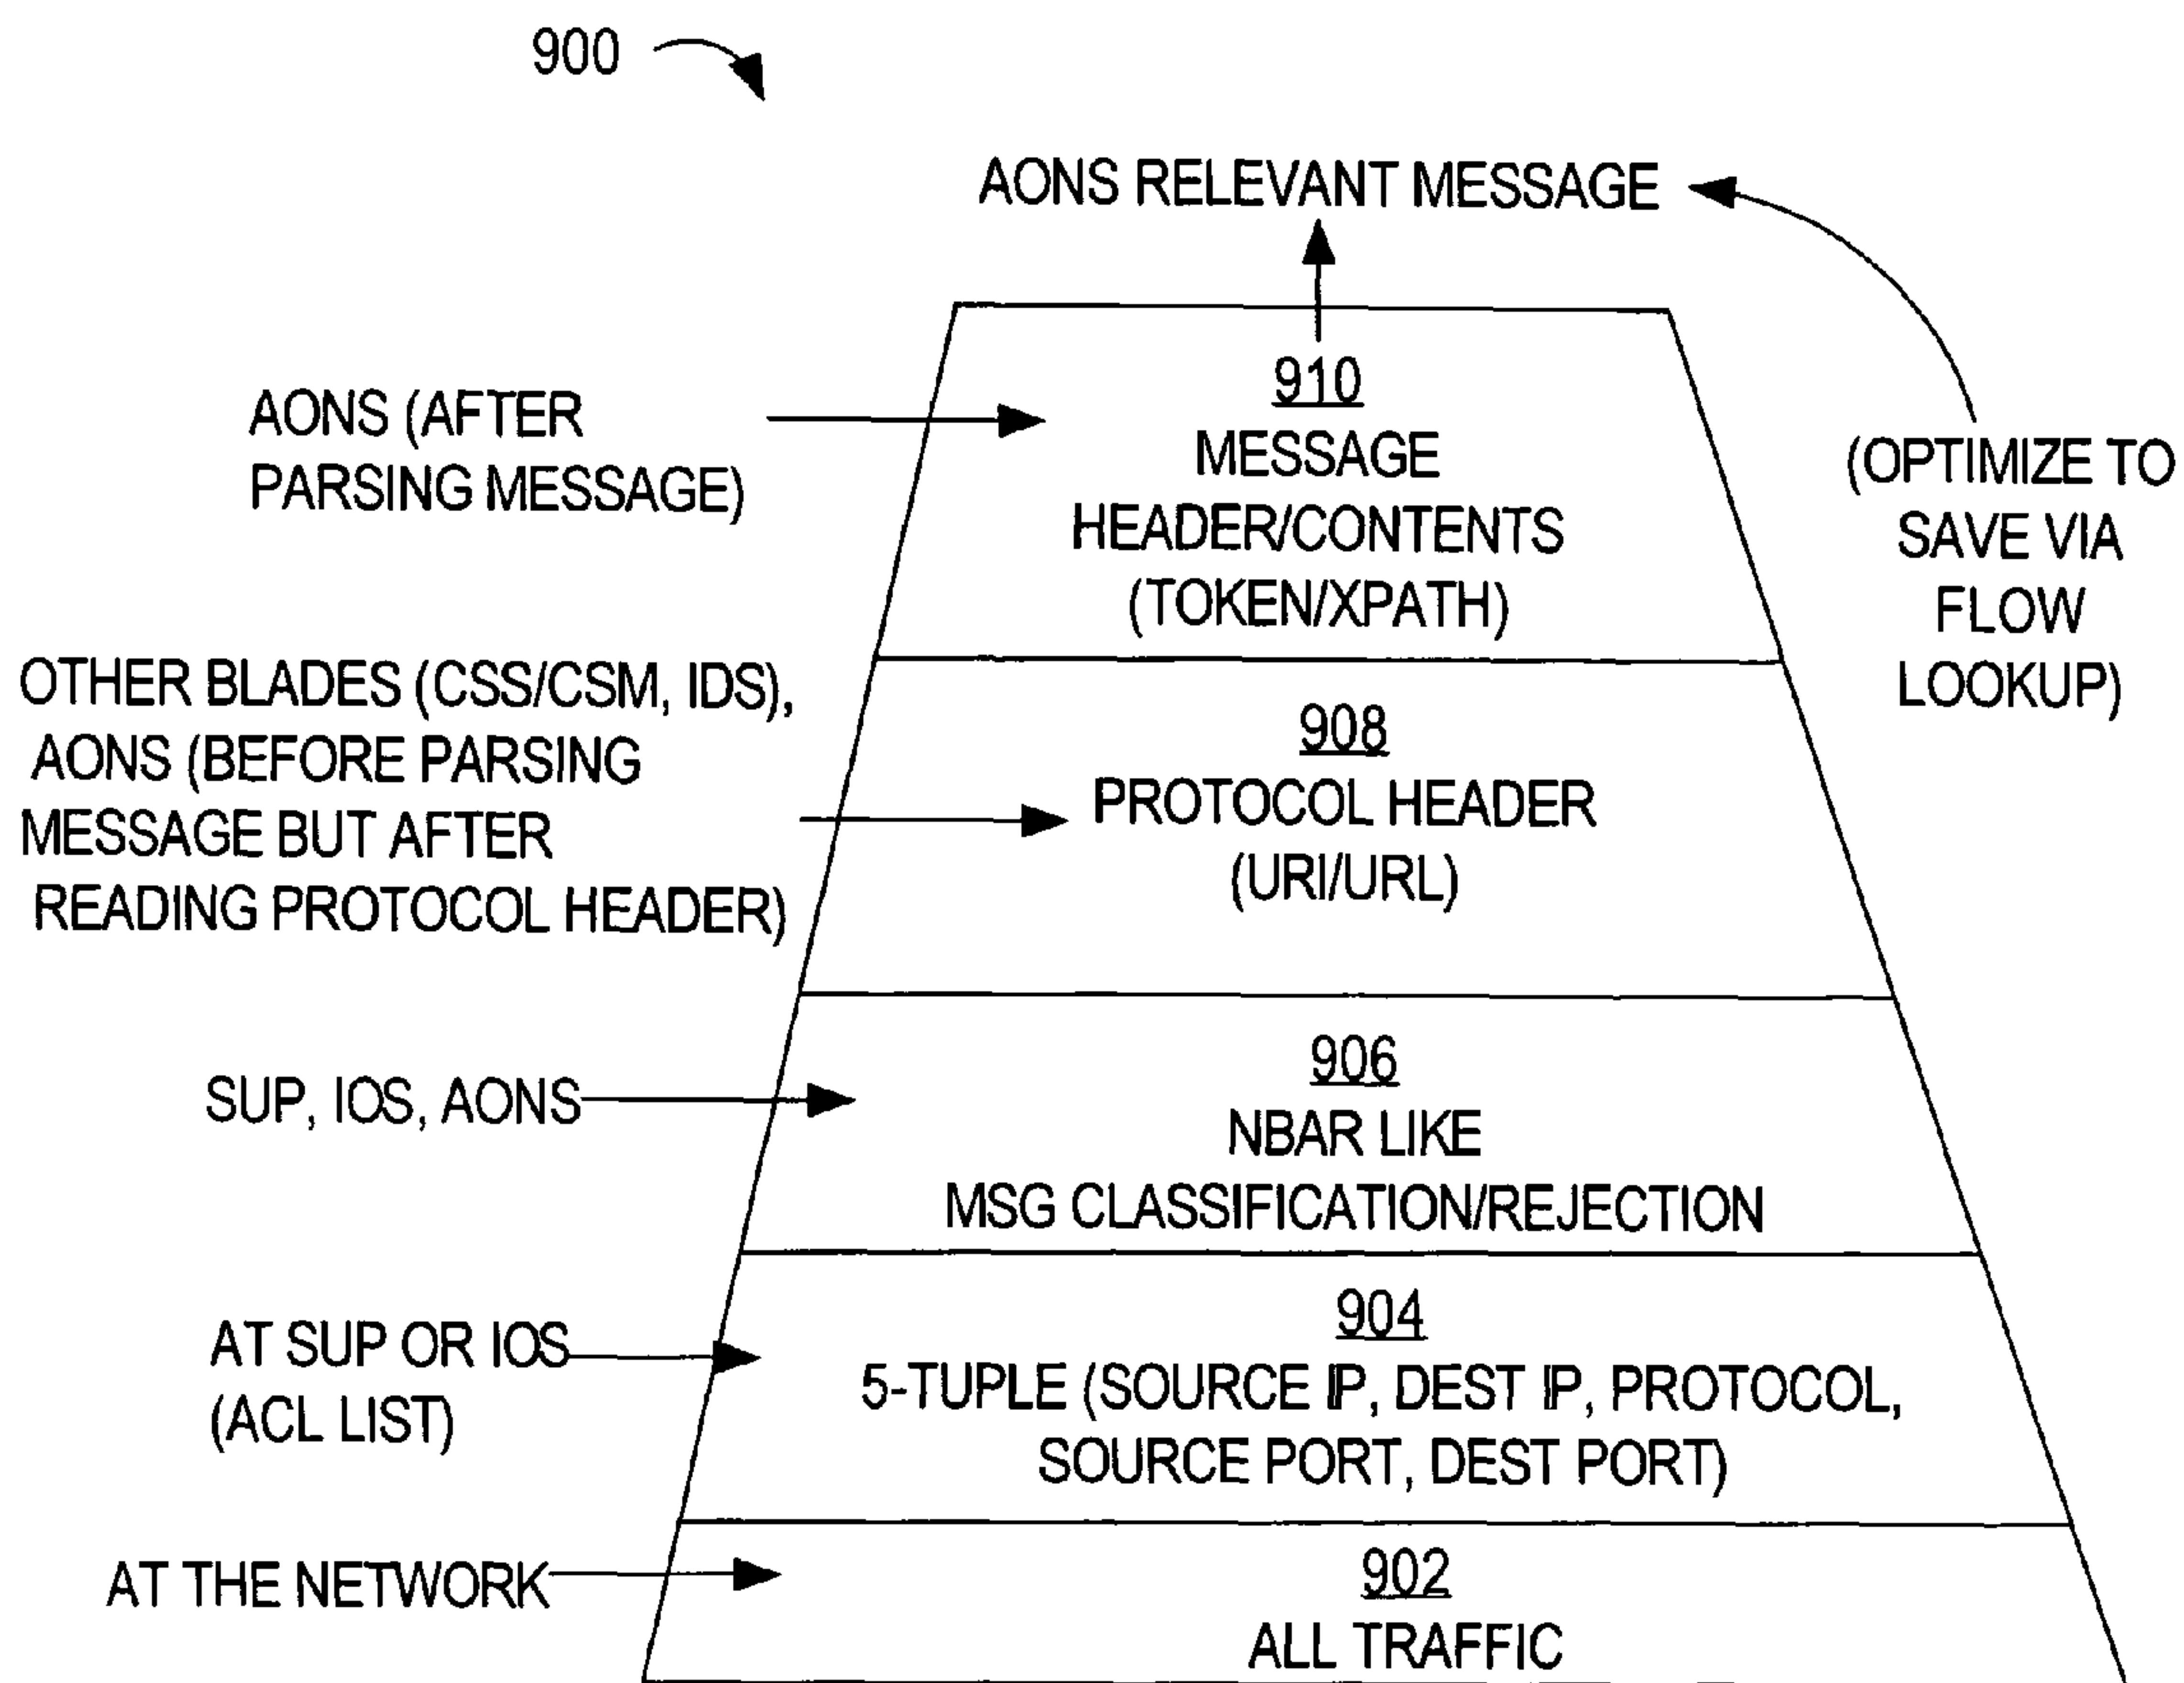 900
AONS RELEVANT MESSAGE
AONS (AFTER
PARSING MESSAGE)
910
MESSAGE
HEADER/CONTENTS
(TOKEN/XPATH)
(OPTIMIZE TO
SAVE VIA
FLOW
LOOKUP)
OTHER BLADES (CSS/CSM, IDS),
AONS (BEFORE PARSING
MESSAGE BUT AFTER
READING PROTOCOL HEADER)
908
PROTOCOL HEADER
(URI/URL)
SUP, IOS, AONS
906
NBAR LIKE
MSG CLASSIFICATION/REJECTION
AT SUP OR IOS
(ACL LIST)
904
5-TUPLE (SOURCE IP, DEST IP, PROTOCOL,
SOURCE PORT, DEST PORT)
AT THE NETWORK
902
ALL TRAFFIC